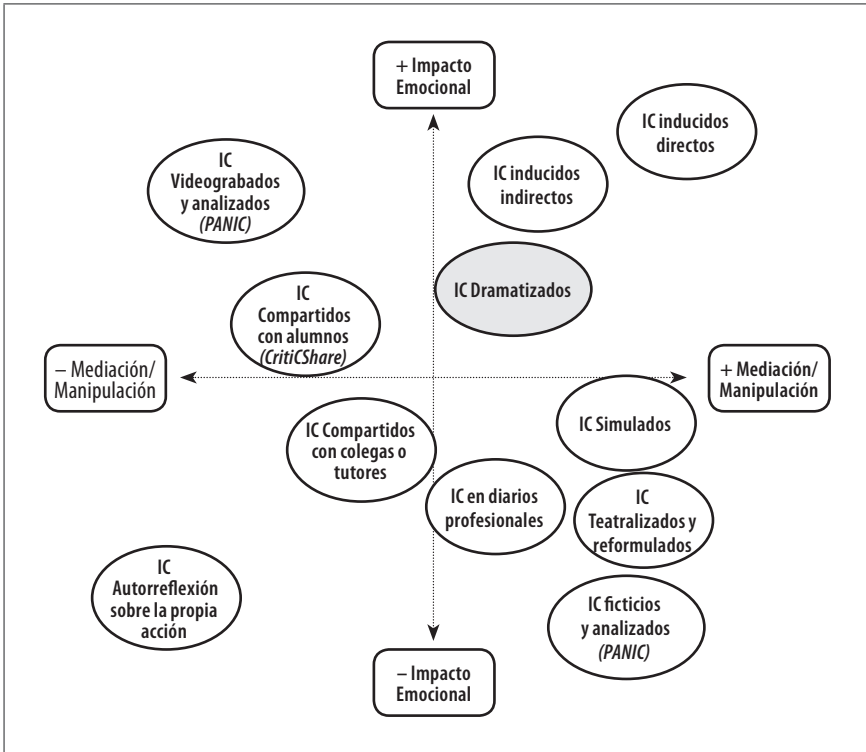 + Impacto
Emocional
IC inducidos
directos
IC
Videograbados
y analizados
(PANIC)
IC inducidos
indirectos
IC Dramatizados
IC
Compartidos
con alumnos
(CritiCShare)
– Mediación/
Manipulación
+ Mediación/
Manipulación
IC Simulados
IC Compartidos
con colegas o
tutores
IC en diarios
profesionales
IC
Teatralizados y
reformulados
IC
Autorreflexión
sobre la propia
acción
IC ficticios
y analizados
(PANIC)
– Impacto
Emocional